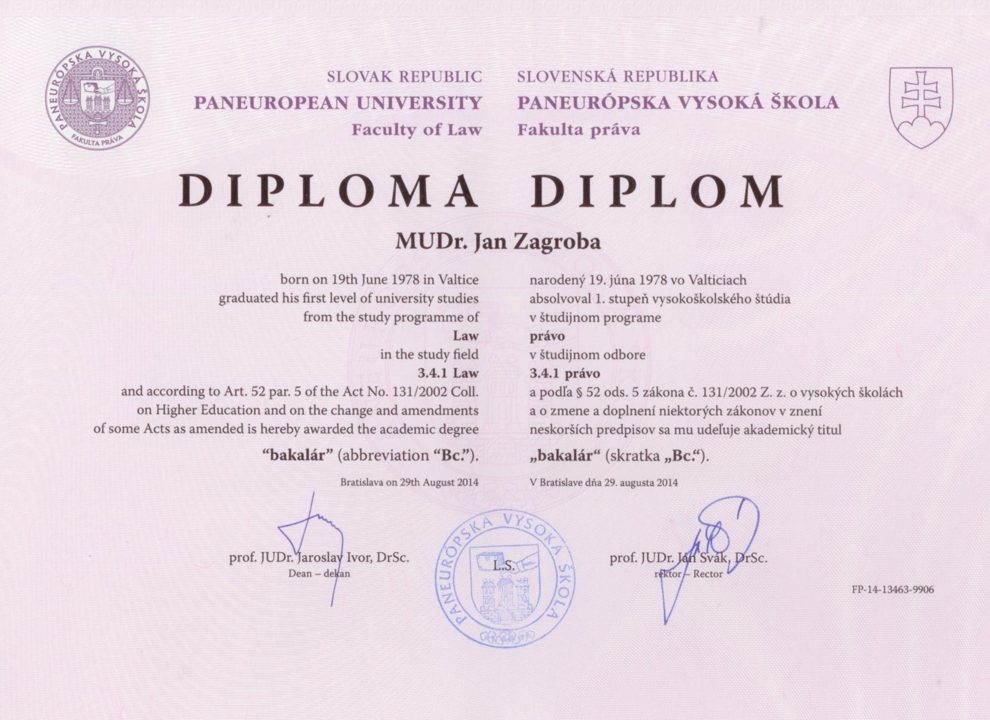 PANEURÓPSKA VYSOKÁ ŠKOLA
FAKULTA PRÁVA
SLOVAK REPUBLIC
PANEUROPEAN UNIVERSITY
Faculty of Law
SLOVENSKÁ REPUBLIKA
PANEURÓPSKA VYSOKÁ ŠKOLA
Fakulta práva
DIPLOMA DIPLOM
MUDr. Jan Zagroba
born on 19th June 1978 in Valtice
graduated his first level of university studies
from the study programme of
Law
in the study field
3.4.1 Law
and according to Art. 52 par. 5 of the Act No. 131/2002 Coll.
on Higher Education and on the change and amendments
of some Acts as amended is hereby awarded the academic degree
“bakalár” (abbreviation “Bc.”).
Bratislava on 29th August 2014
narodený 19. júna 1978 vo Valticiach
absolvoval 1. stupeň vysokoškolského štúdia
v študijnom programe
právo
v študijnom odbore
3.4.1 právo
a podľa § 52 ods. 5 zákona č. 131/2002 Z. z. o vysokých školách
a o zmene a doplnení niektorých zákonov v znení
neskorších predpisov sa mu udeľuje akademický titul
„bakalár“ (skratka „Bc.“).
V Bratislave dňa 29. augusta 2014
prof. JUDr. Jaroslav Ivor, DrSc.
Dean – dekan
PANEURÓPSKA VYSOKÁ ŠKOLA
L.S.
prof. JUDr. Ján Svák, DrSc.
rektor – Rector
FP-14-13463-9906